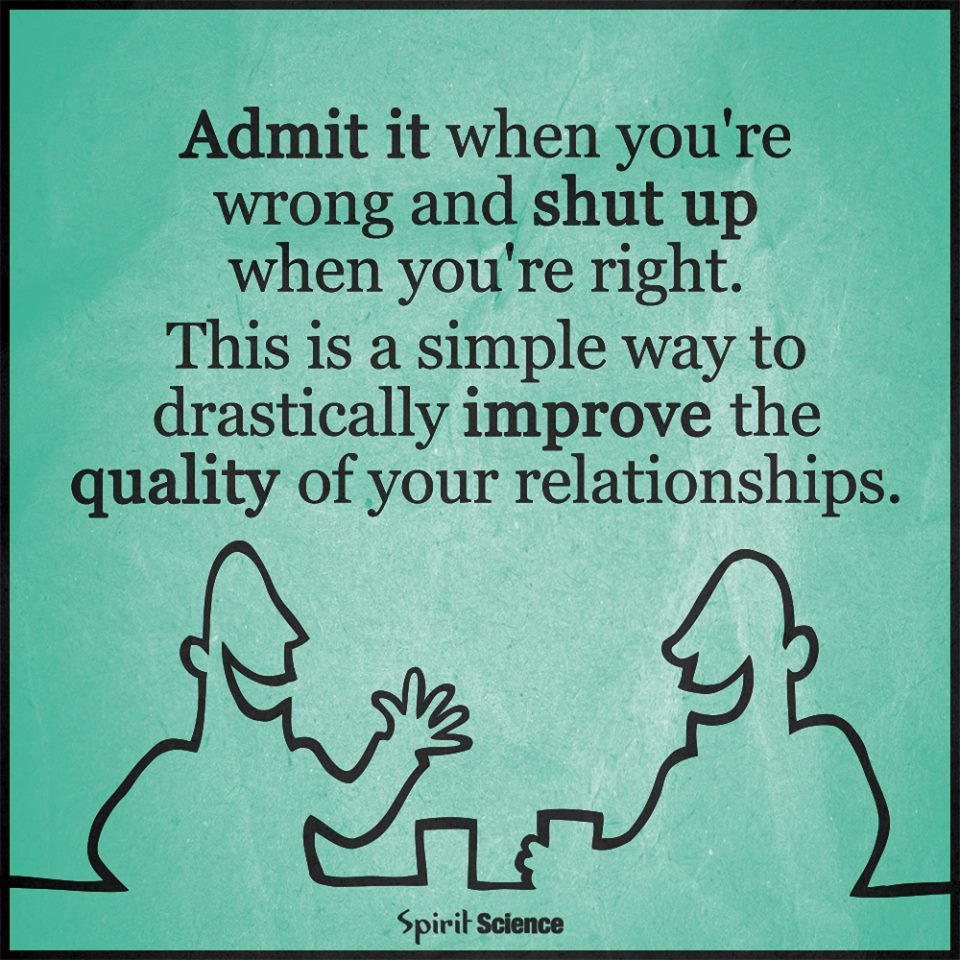 Admit it when you're
wrong and shut up
when you're right.
This is a simple way to
drastically improve the
quality of your relationships.
Spirit Science